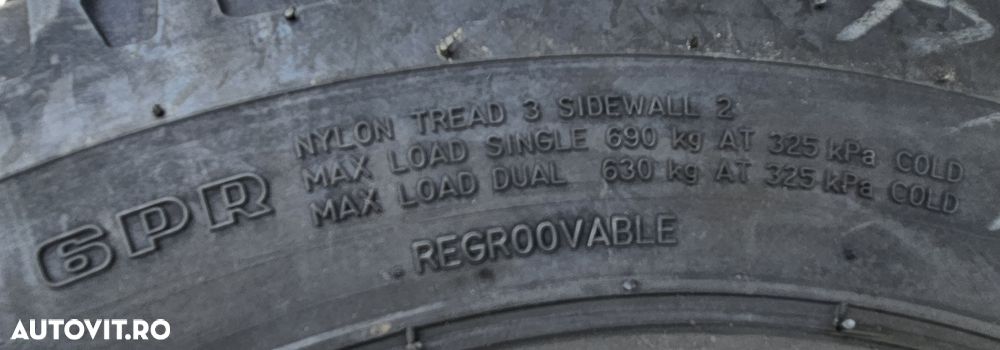 NYLON TREAD 3 SIDEWALL 2
MAX LOAD SINGLE 690 kg AT 325 kPa COLD
MAX LOAD DUAL 630 kg AT 325 kPa COLD
6PR
REGROOVABLE
AUTOVIT.RO